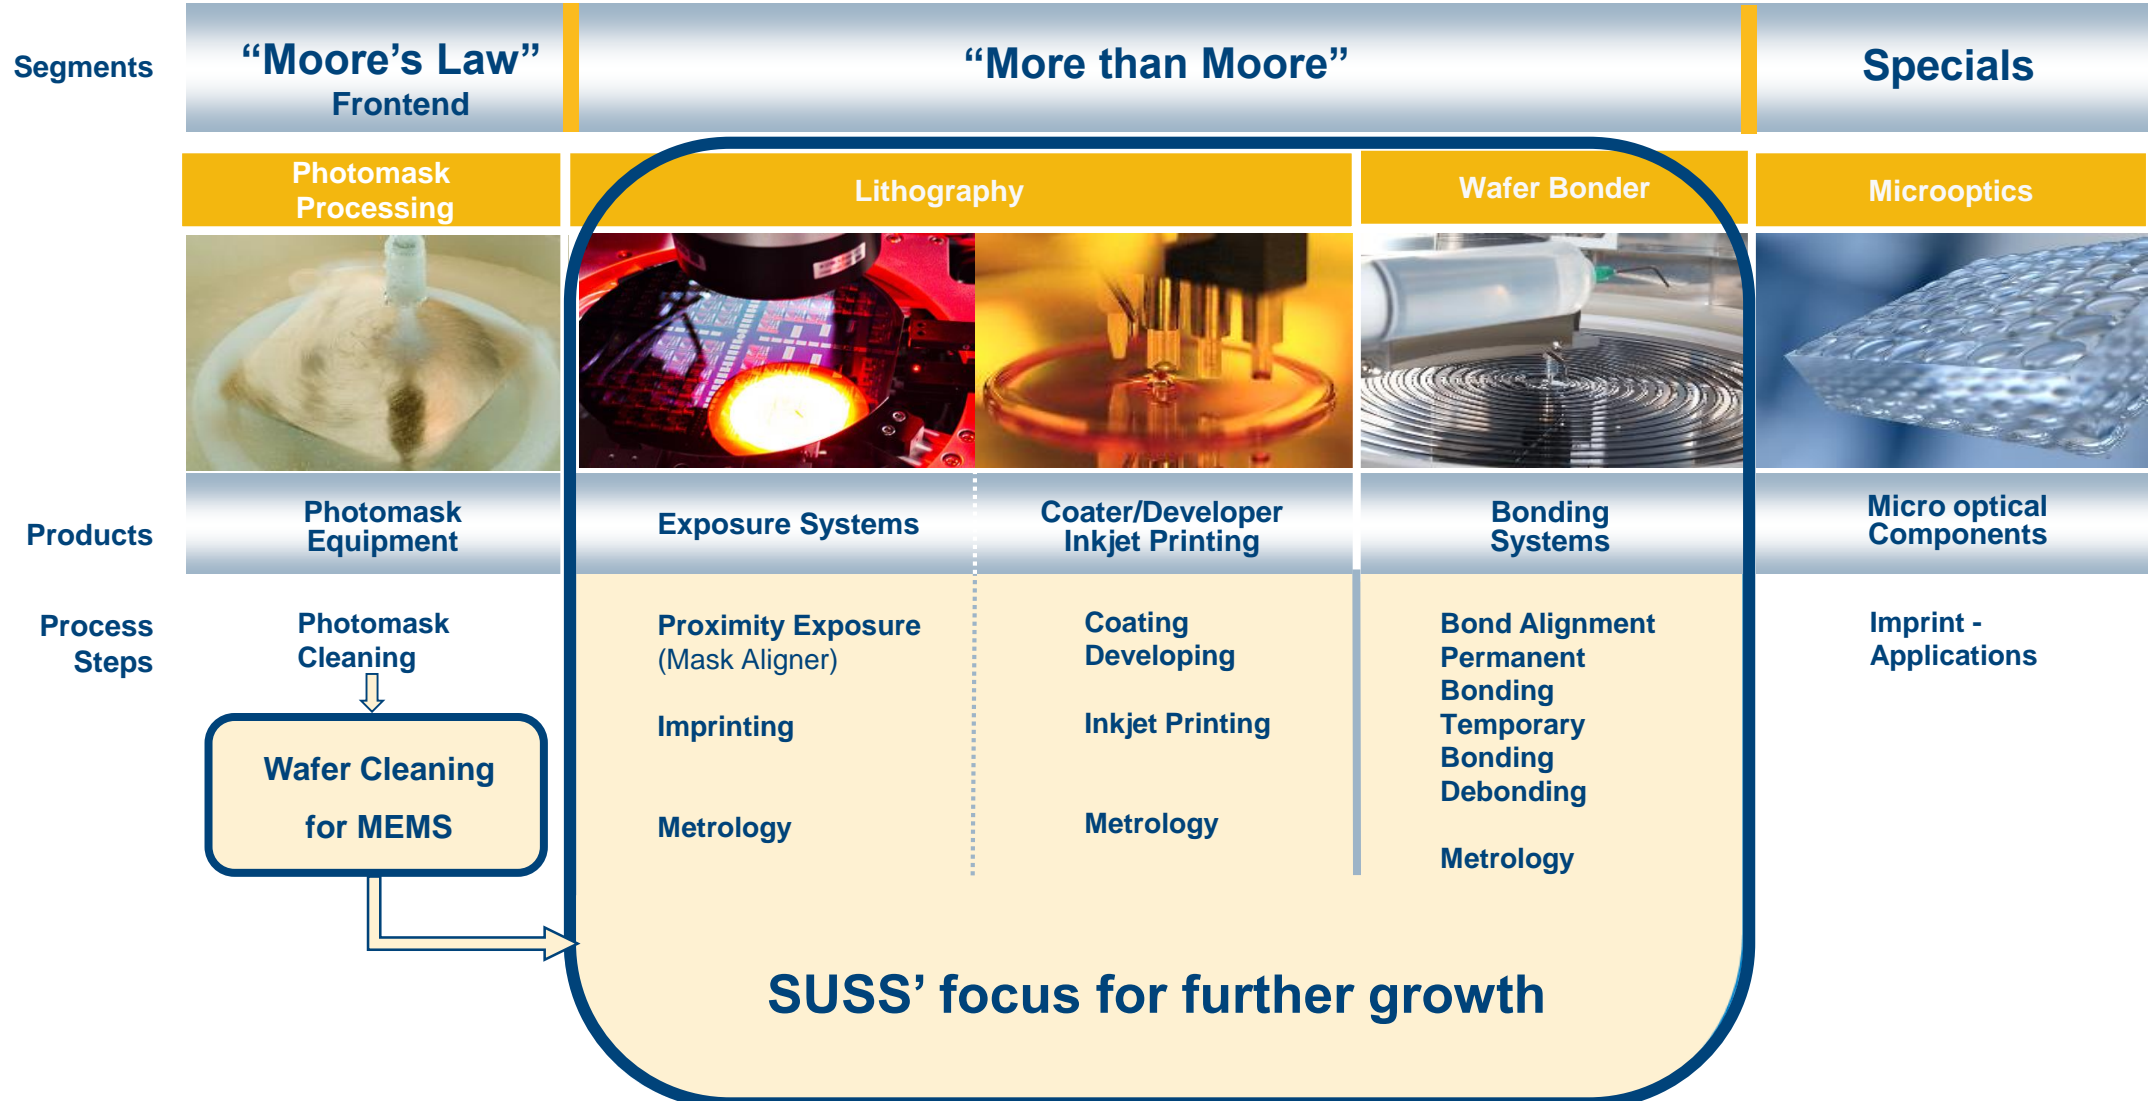 Segments
“Moore’s Law”
Frontend
“More than Moore”
Specials
Photomask
Processing
Lithography
Wafer Bonder
Microoptics
Products
Photomask
Equipment
Exposure Systems
Coater/Developer
Inkjet Printing
Bonding
Systems
Micro optical
Components
Process
Steps
Photomask
Cleaning
Wafer Cleaning
for MEMS
Proximity Exposure
(Mask Aligner)
Imprinting
Metrology
Coating
Developing
Inkjet Printing
Metrology
Bond Alignment
Permanent
Bonding
Temporary
Bonding
Debonding
Metrology
Imprint -
Applications
SUSS’ focus for further growth